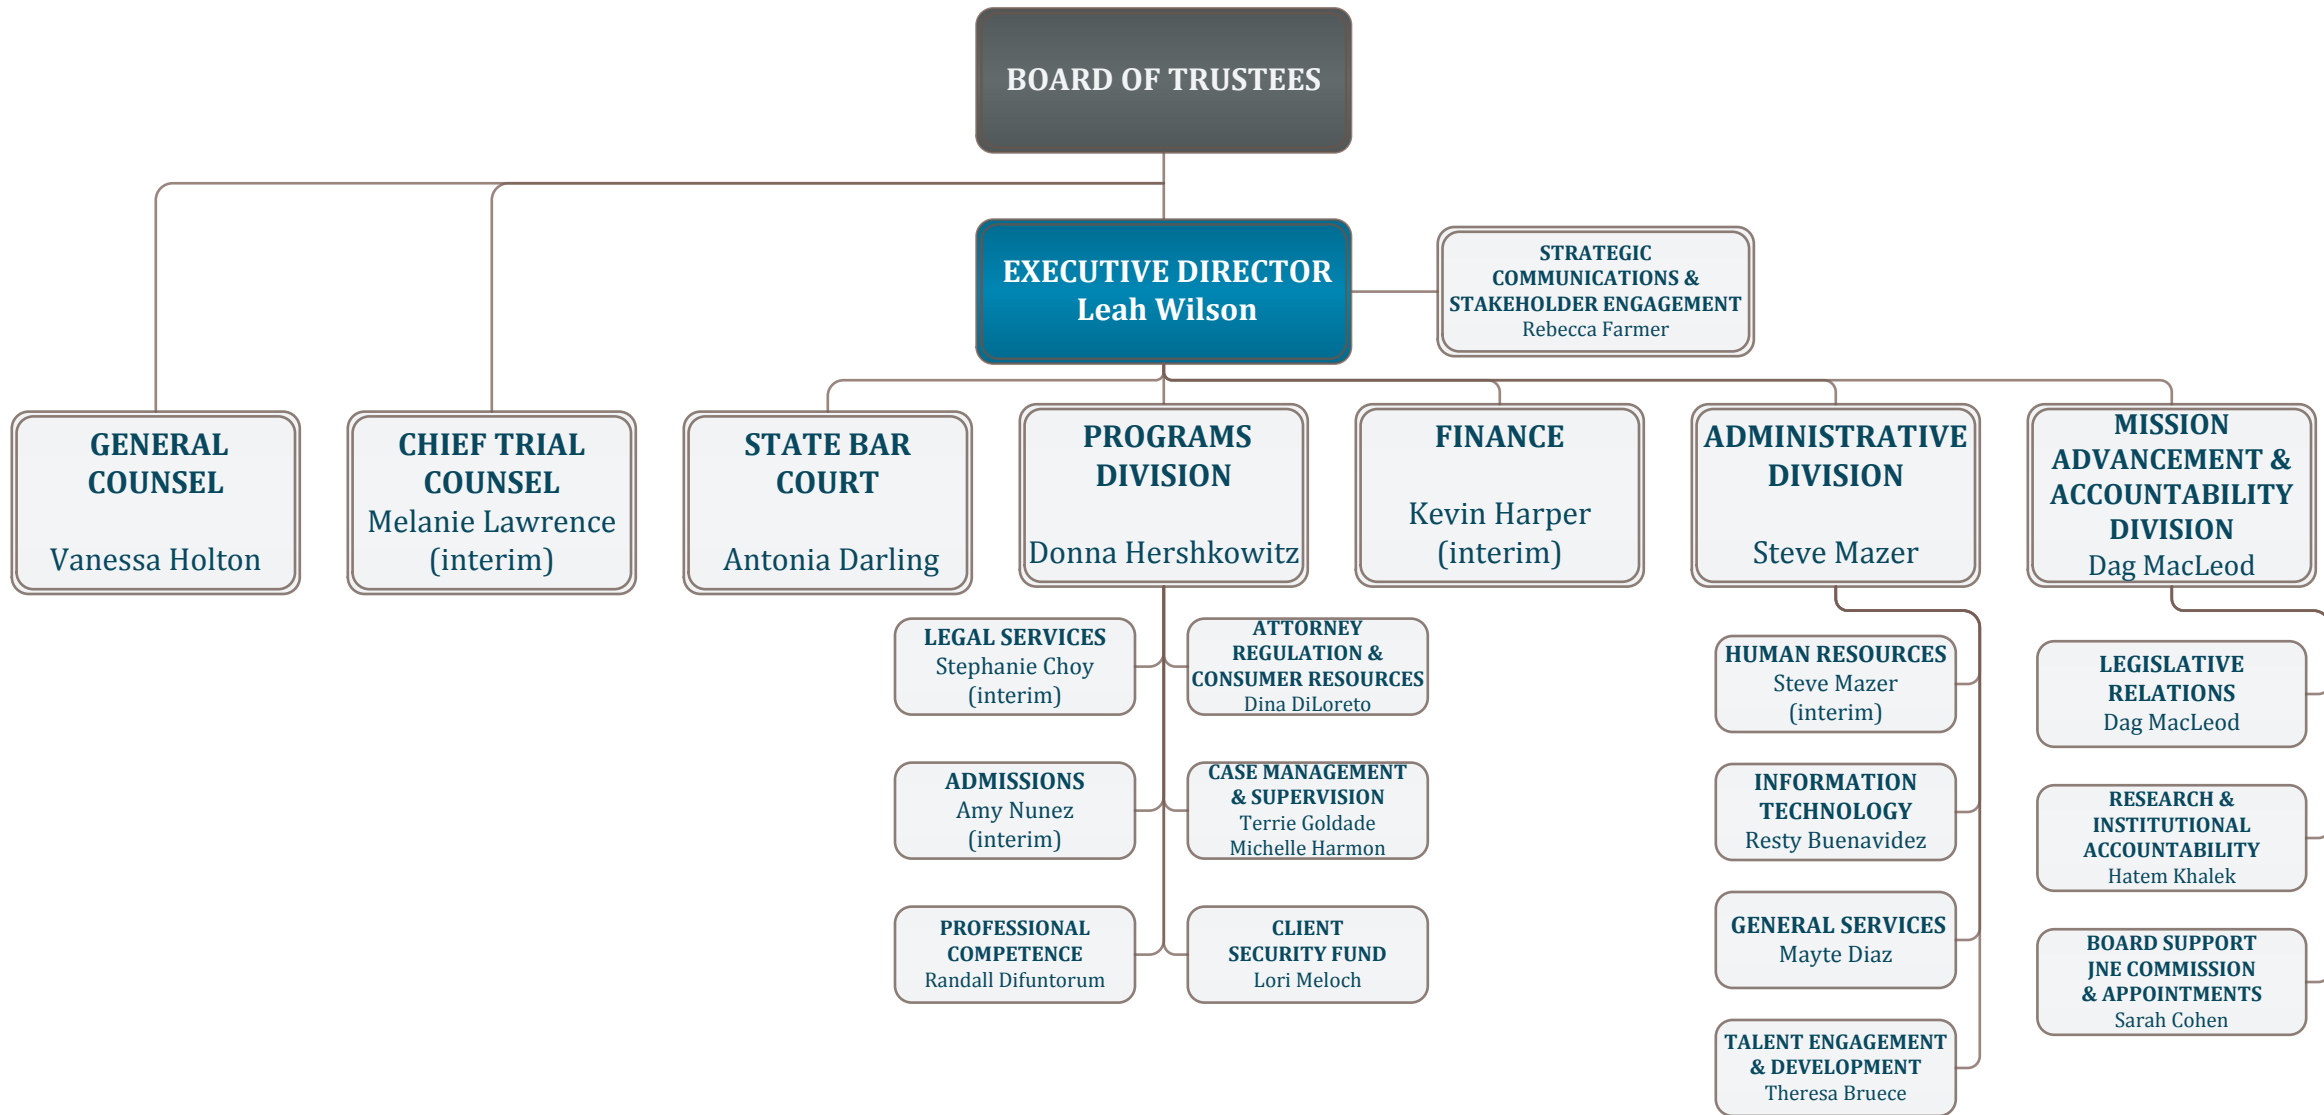 BOARD OF TRUSTEES
EXECUTIVE DIRECTOR
Leah Wilson
STRATEGIC
COMMUNICATIONS &
STAKEHOLDER ENGAGEMENT
Rebecca Farmer
GENERAL
COUNSEL
Vanessa Holton
CHIEF TRIAL
COUNSEL
Melanie Lawrence
(interim)
STATE BAR
COURT
Antonia Darling
PROGRAMS
DIVISION
Donna Hershkowitz
FINANCE
Kevin Harper
(interim)
ADMINISTRATIVE
DIVISION
Steve Mazer
MISSION
ADVANCEMENT &
ACCOUNTABILITY
DIVISION
Dag MacLeod
LEGAL SERVICES
Stephanie Choy
(interim)
ATTORNEY
REGULATION &
CONSUMER RESOURCES
Dina DiLoreto
ADMISSIONS
Amy Nunez
(interim)
CASE MANAGEMENT
& SUPERVISION
Terrie Goldade
Michelle Harmon
PROFESSIONAL
COMPETENCE
Randall Difuntorum
CLIENT
SECURITY FUND
Lori Meloch
HUMAN RESOURCES
Steve Mazer
(interim)
INFORMATION
TECHNOLOGY
Resty Buenavidez
GENERAL SERVICES
Mayte Diaz
TALENT ENGAGEMENT
& DEVELOPMENT
Theresa Bruece
LEGISLATIVE
RELATIONS
Dag MacLeod
RESEARCH &
INSTITUTIONAL
ACCOUNTABILITY
Hatem Khalek
BOARD SUPPORT
JNE COMMISSION
& APPOINTMENTS
Sarah Cohen